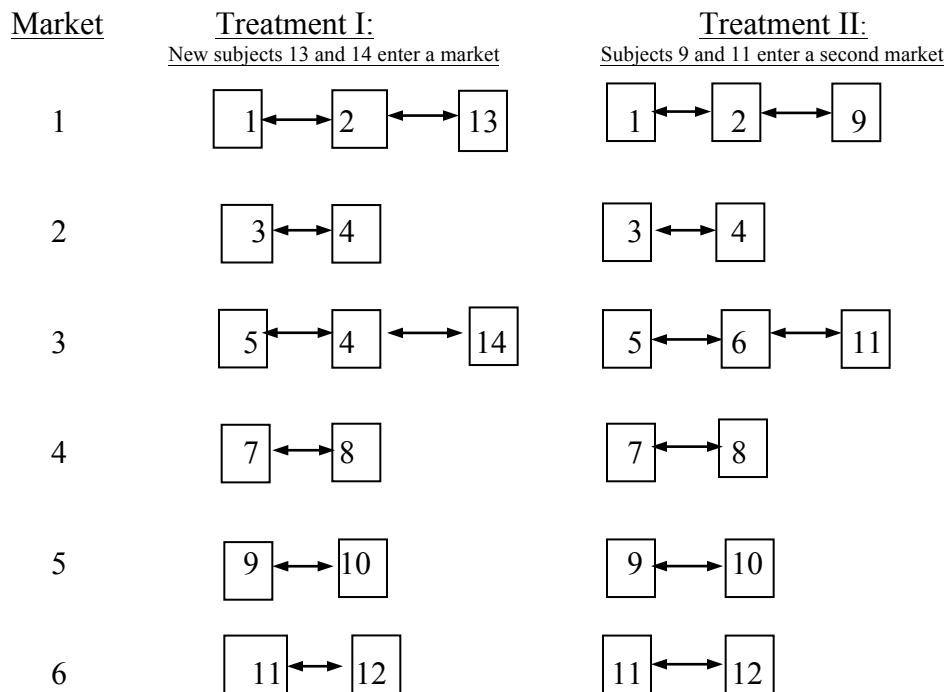 Market Treatment I: Treatment II:
New subjects 13 and 14 enter a market Subjects 9 and 11 enter a second market
1 1 2 13 1 2 9
2 3 4 3 4
3 5 4 14 5 6 11
4 7 8 7 8
5 9 10 9 10
6 11 12 11 12